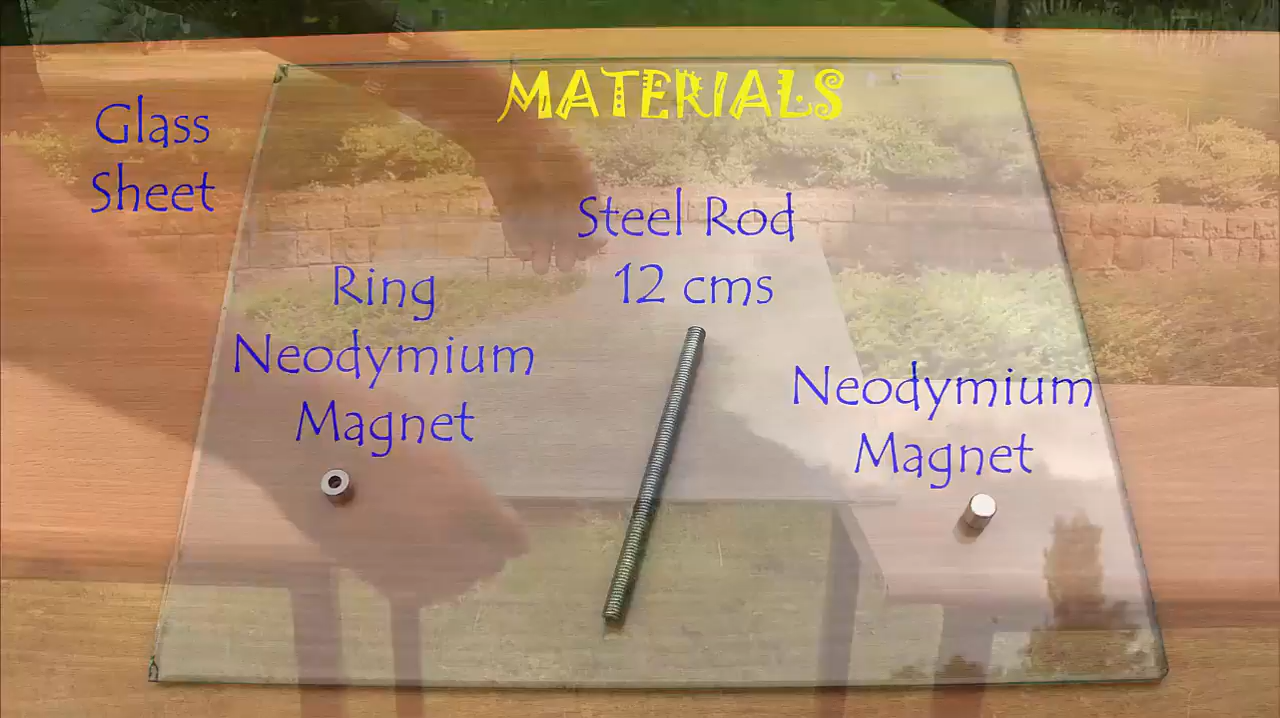 MATERIALS
Glass
Sheet
Steel Rod
12 cms
Ring
Neodymium
Magnet
Neodymium
Magnet